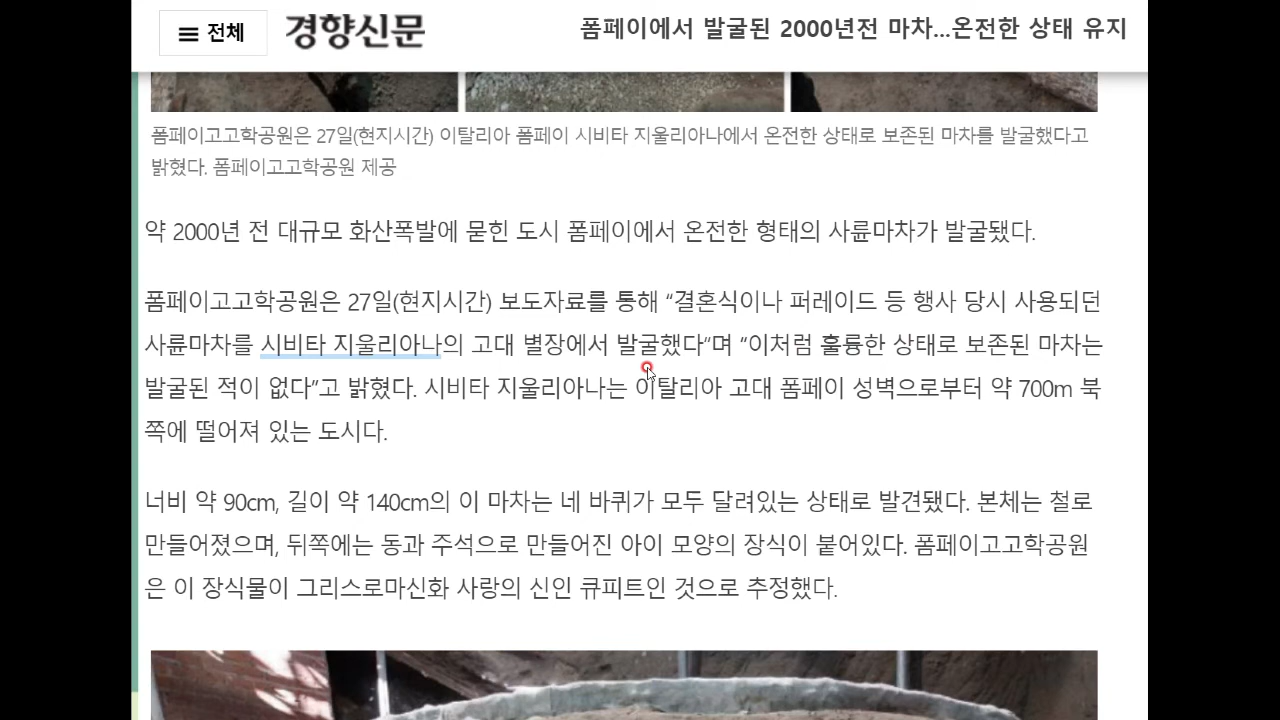 전체
경향신문
폼페이에서 발굴된 2000년전 마차...온전한 상태 유지
폼페이고고학공원은 27일(현지시간) 이탈리아 폼페이 시비타 지울리아나에서 온전한 상태로 보존된 마차를 발굴했다고
밝혔다. 폼페이고고학공원 제공
약 2000년 전 대규모 화산폭발에 묻힌 도시 폼페이에서 온전한 형태의 사륜마차가 발굴됐다.
폼페이고고학공원은 27일(현지시간) 보도자료를 통해 “결혼식이나 퍼레이드 등 행사 당시 사용되던
사륜마차를 시비타 지울리아나의 고대 별장에서 발굴했다”며 “이처럼 훌륭한 상태로 보존된 마차는
발굴된 적이 없다”고 밝혔다. 시비타 지울리아나는 이탈리아 고대 폼페이 성벽으로부터 약 700m 북
쪽에 떨어져 있는 도시다.
너비 약 90cm, 길이 약 140cm의 이 마차는 네 바퀴가 모두 달려있는 상태로 발견됐다. 본체는 철로
만들어졌으며, 뒤쪽에는 동과 주석으로 만들어진 아이 모양의 장식이 붙어있다. 폼페이고고학공원
은 이 장식물이 그리스로마신화 사랑의 신인 큐피트인 것으로 추정했다.